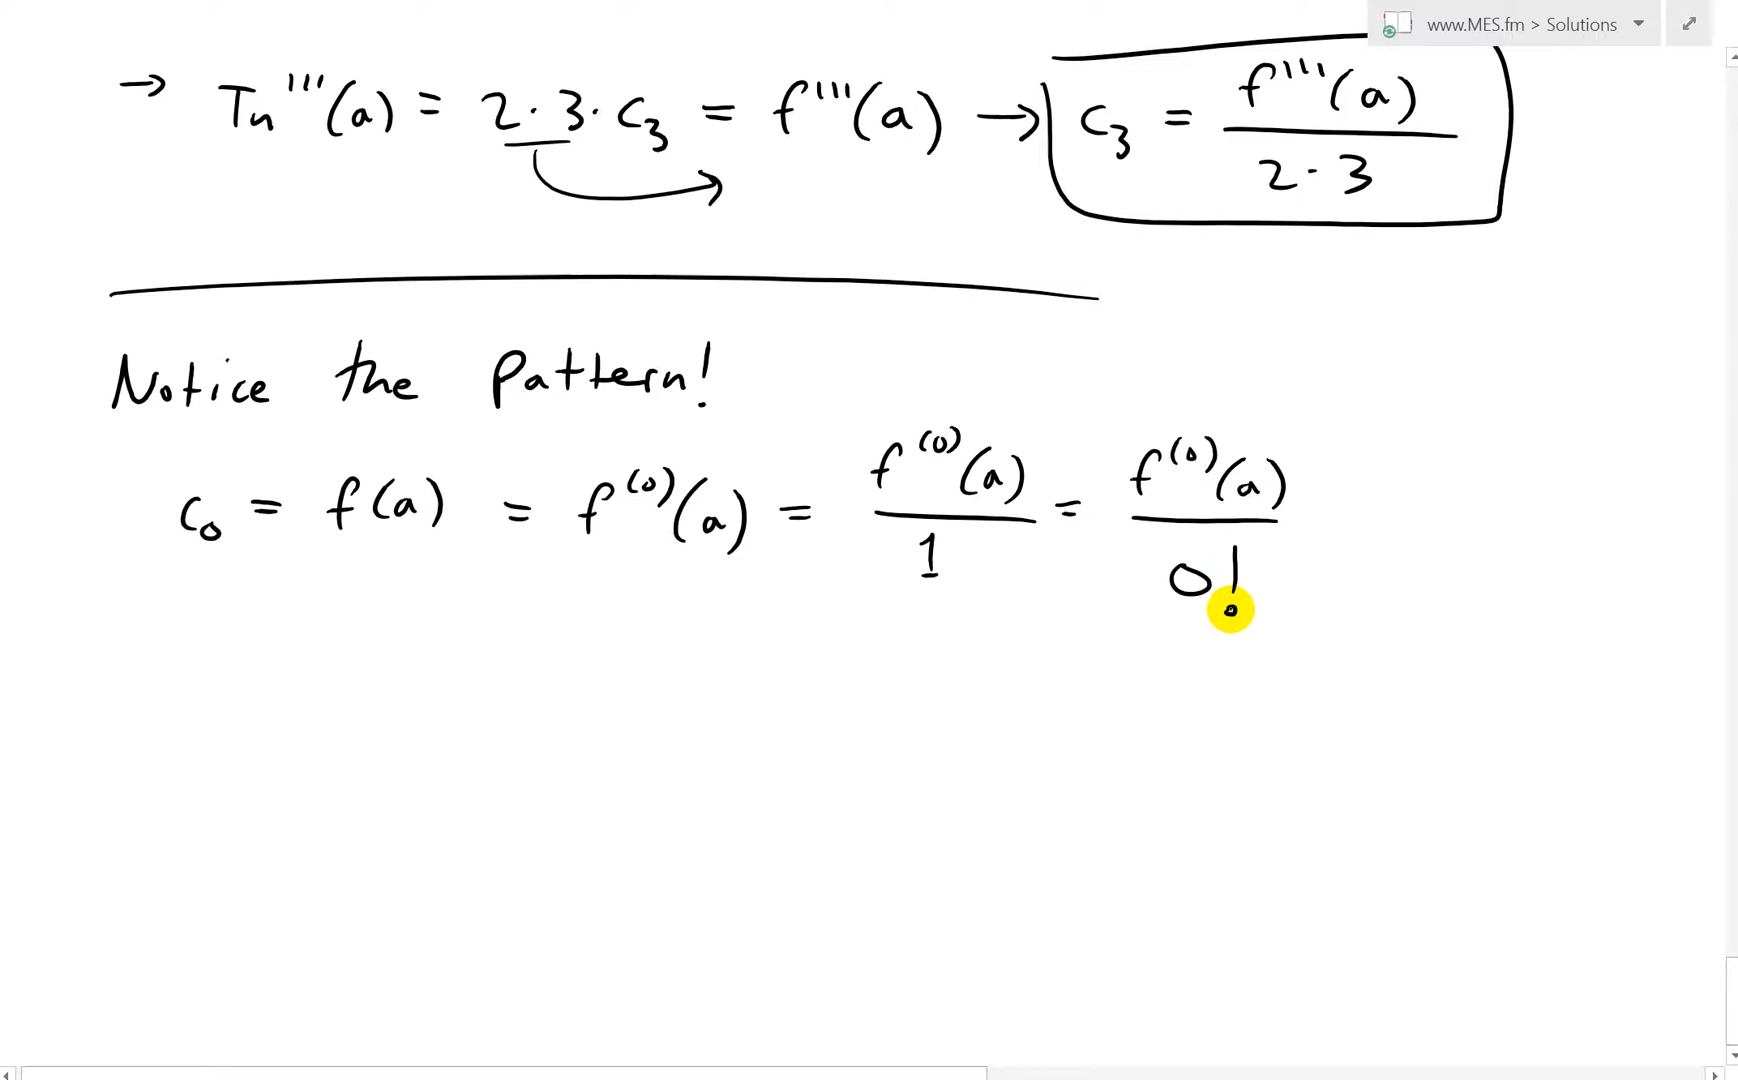 www.MES.fm > Solutions
→ Tn'''(a) = 2·3·c₃ = f'''(a) → c₃ = f'''(a) / 2·3
Notice the Pattern!
c₀ = f(a) = f⁽⁰⁾(a) = f⁽⁰⁾(a) / 1 = f⁽⁰⁾(a) / 0!